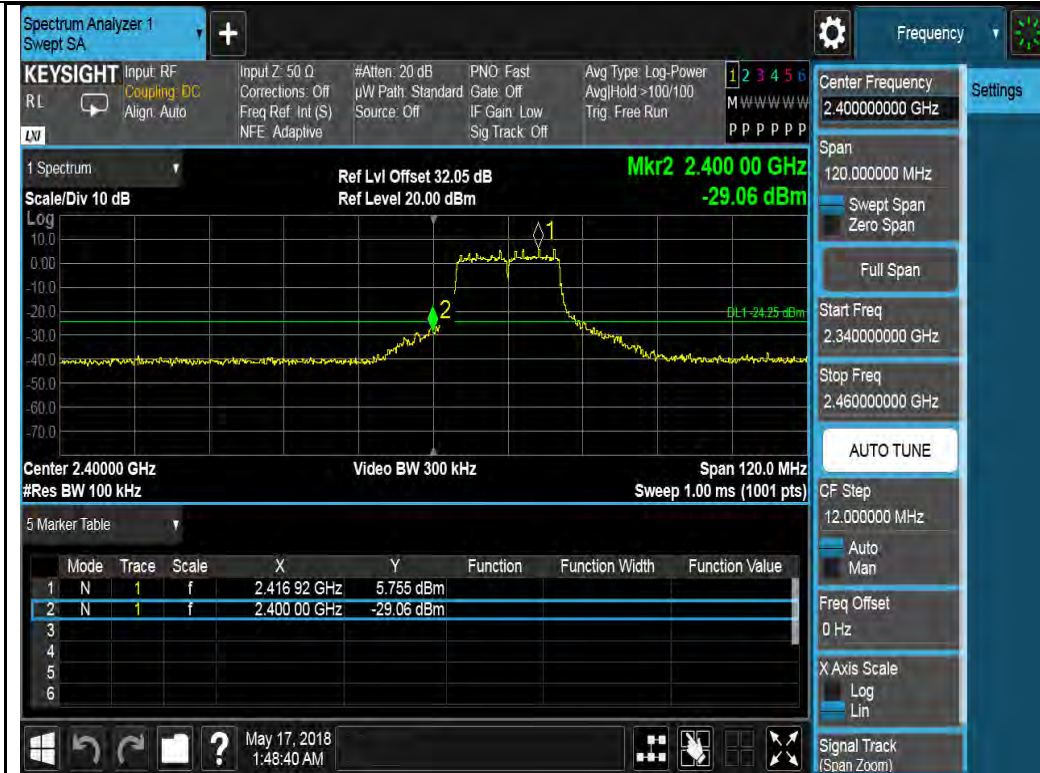 Spectrum Analyzer 1
Swept SA
+
Frequency
KEYSIGHT
RL
LXI
Input: RF
Coupling: DC
Align: Auto
Input Z: 50 Ω
Corrections: Off
Freq Ref: Int (S)
NFE: Adaptive
#Atten: 20 dB
µW Path: Standard
Source: Off
PNO: Fast
Gate: Off
IF Gain: Low
Sig Track: Off
Avg Type: Log-Power
Avg|Hold >100/100
Trig: Free Run
1 2 3 4 5 6
M W W W W W
P P P P P P
1 Spectrum
Scale/Div 10 dB
Ref Lvl Offset 32.05 dB
Ref Level 20.00 dBm
Mkr2 2.400 00 GHz
-29.06 dBm
Log
10.0
0.00
-10.0
-20.0
-30.0
-40.0
-50.0
-60.0
-70.0
1
2
DL1 -24.25 dBm
Center 2.40000 GHz
#Res BW 100 kHz
Video BW 300 kHz
Span 120.0 MHz
Sweep 1.00 ms (1001 pts)
5 Marker Table
Mode Trace Scale X Y Function Function Width Function Value
1 N 1 f 2.416 92 GHz 5.755 dBm
2 N 1 f 2.400 00 GHz -29.06 dBm
3
4
5
6
?
May 17, 2018
1:48:40 AM
Center Frequency
2.400000000 GHz
Settings
Span
120.000000 MHz
Swept Span
Zero Span
Full Span
Start Freq
2.340000000 GHz
Stop Freq
2.460000000 GHz
AUTO TUNE
CF Step
12.000000 MHz
Auto
Man
Freq Offset
0 Hz
X Axis Scale
Log
Lin
Signal Track
(Span Zoom)